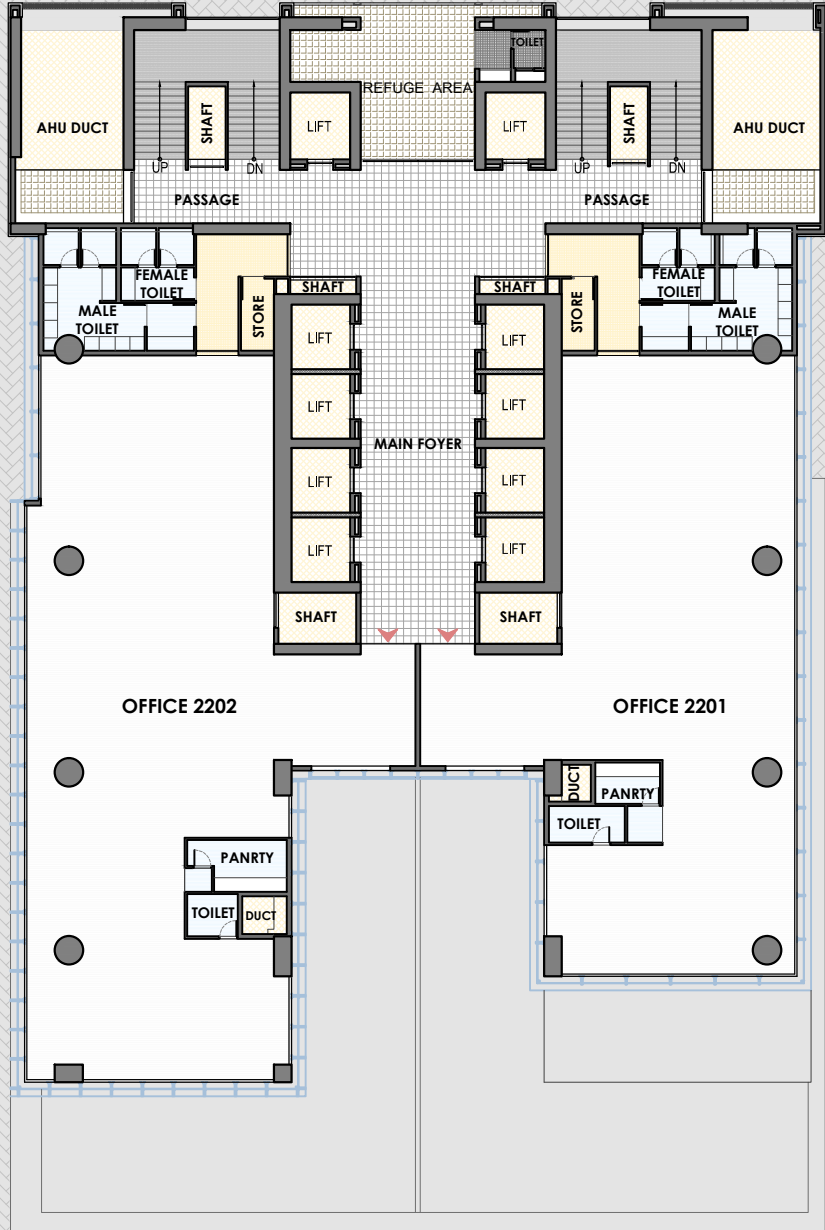 TOILET
REFUGE AREA
AHU DUCT
SHAFT
LIFT
LIFT
SHAFT
AHU DUCT
UP
DN
UP
DN
PASSAGE
PASSAGE
FEMALE
TOILET
SHAFT
SHAFT
FEMALE
TOILET
MALE
TOILET
STORE
STORE
MALE
TOILET
LIFT
LIFT
LIFT
LIFT
MAIN FOYER
LIFT
LIFT
LIFT
LIFT
SHAFT
SHAFT
OFFICE 2202
OFFICE 2201
DUCT
PANRTY
TOILET
PANRTY
TOILET
DUCT